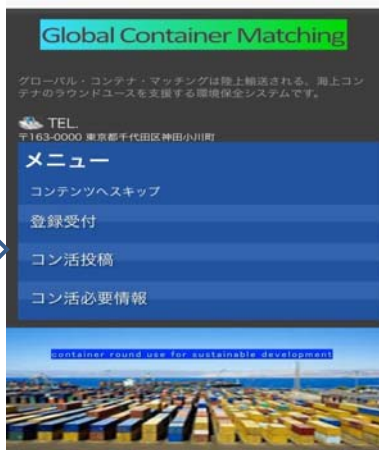 Global Container Matching
グローバル・コンテナ・マッチングは陸上輸送される、海上コン
テナのラウンドユースを支援する環境保全システムです。
TEL.
〒163-0000 東京都千代田区神田小川町
メニュー
コンテンツへスキップ
登録受付
コン活投稿
コン活必要情報
container round use for sustainable development